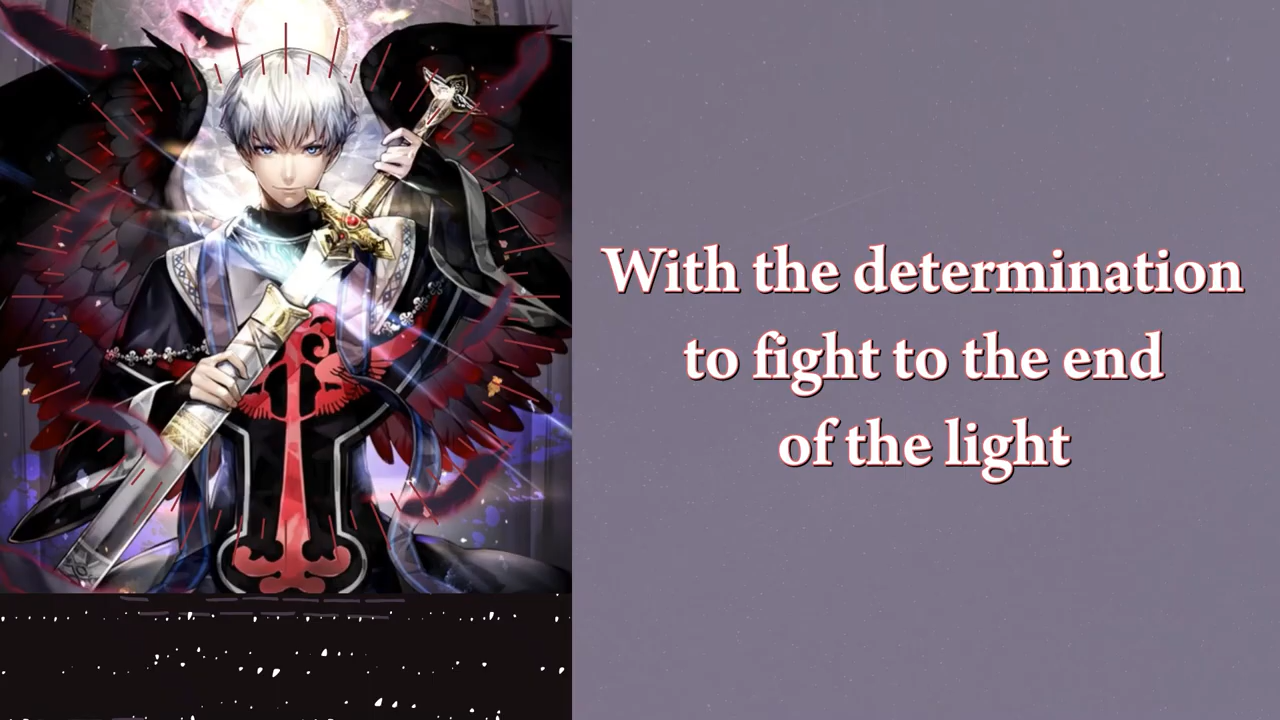 With the determination
to fight to the end
of the light